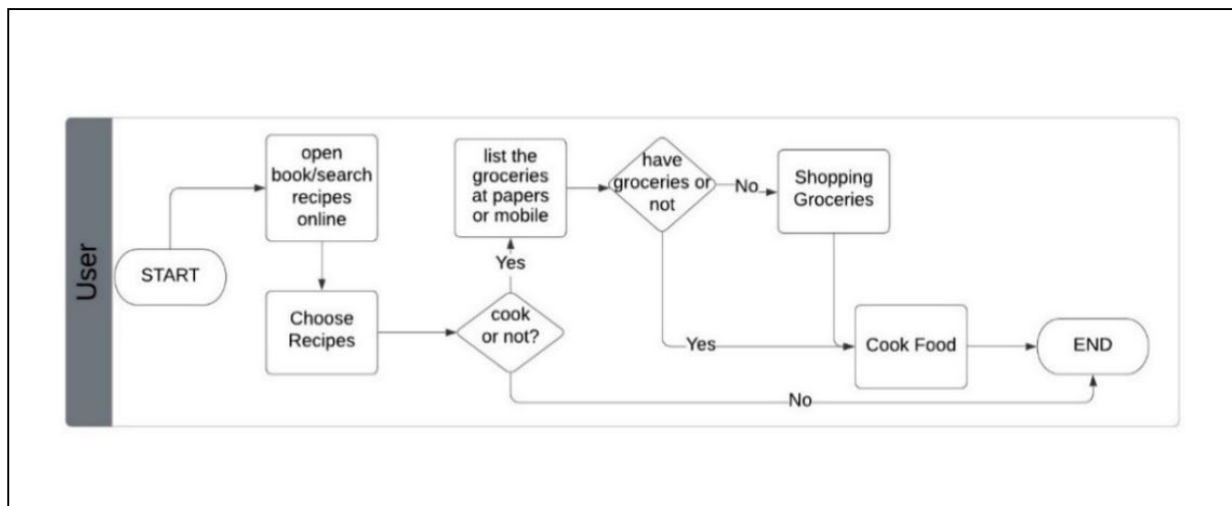 User
START
open
book/search
recipes
online
Choose
Recipes
cook
or not?
Yes
list the
groceries
at papers
or mobile
have
groceries or
not
No
Shopping
Groceries
Yes
Cook Food
END
No